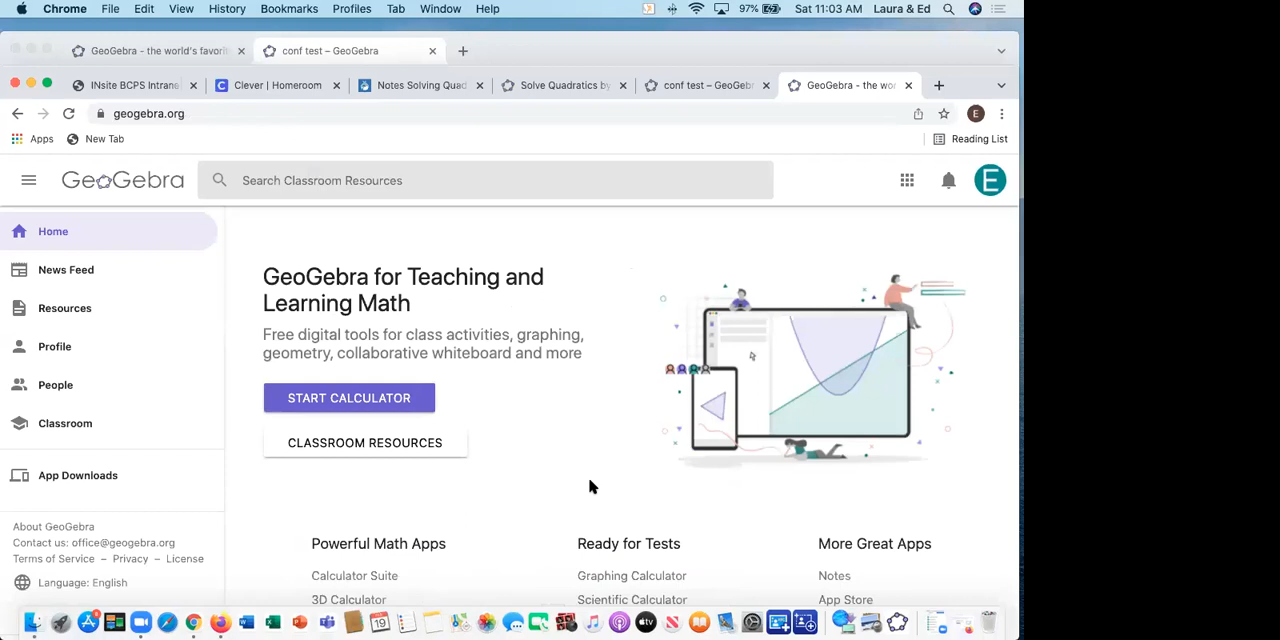 Chrome File Edit View History Bookmarks Profiles Tab Window Help 97% Sat 11:03 AM Laura & Ed
GeoGebra - the world's favori conf test – GeoGebra
INsite BCPS Intrane Clever | Homeroom Notes Solving Quad Solve Quadratics by conf test – GeoGebr GeoGebra - the wor
geogebra.org E
Apps New Tab Reading List
GeoGebra Search Classroom Resources E
Home
News Feed
Resources
Profile
People
Classroom
App Downloads
About GeoGebra
Contact us: office@geogebra.org
Terms of Service – Privacy – License
Language: English
GeoGebra for Teaching and
Learning Math
Free digital tools for class activities, graphing,
geometry, collaborative whiteboard and more
START CALCULATOR
CLASSROOM RESOURCES
Powerful Math Apps Ready for Tests More Great Apps
Calculator Suite Graphing Calculator Notes
3D Calculator Scientific Calculator App Store